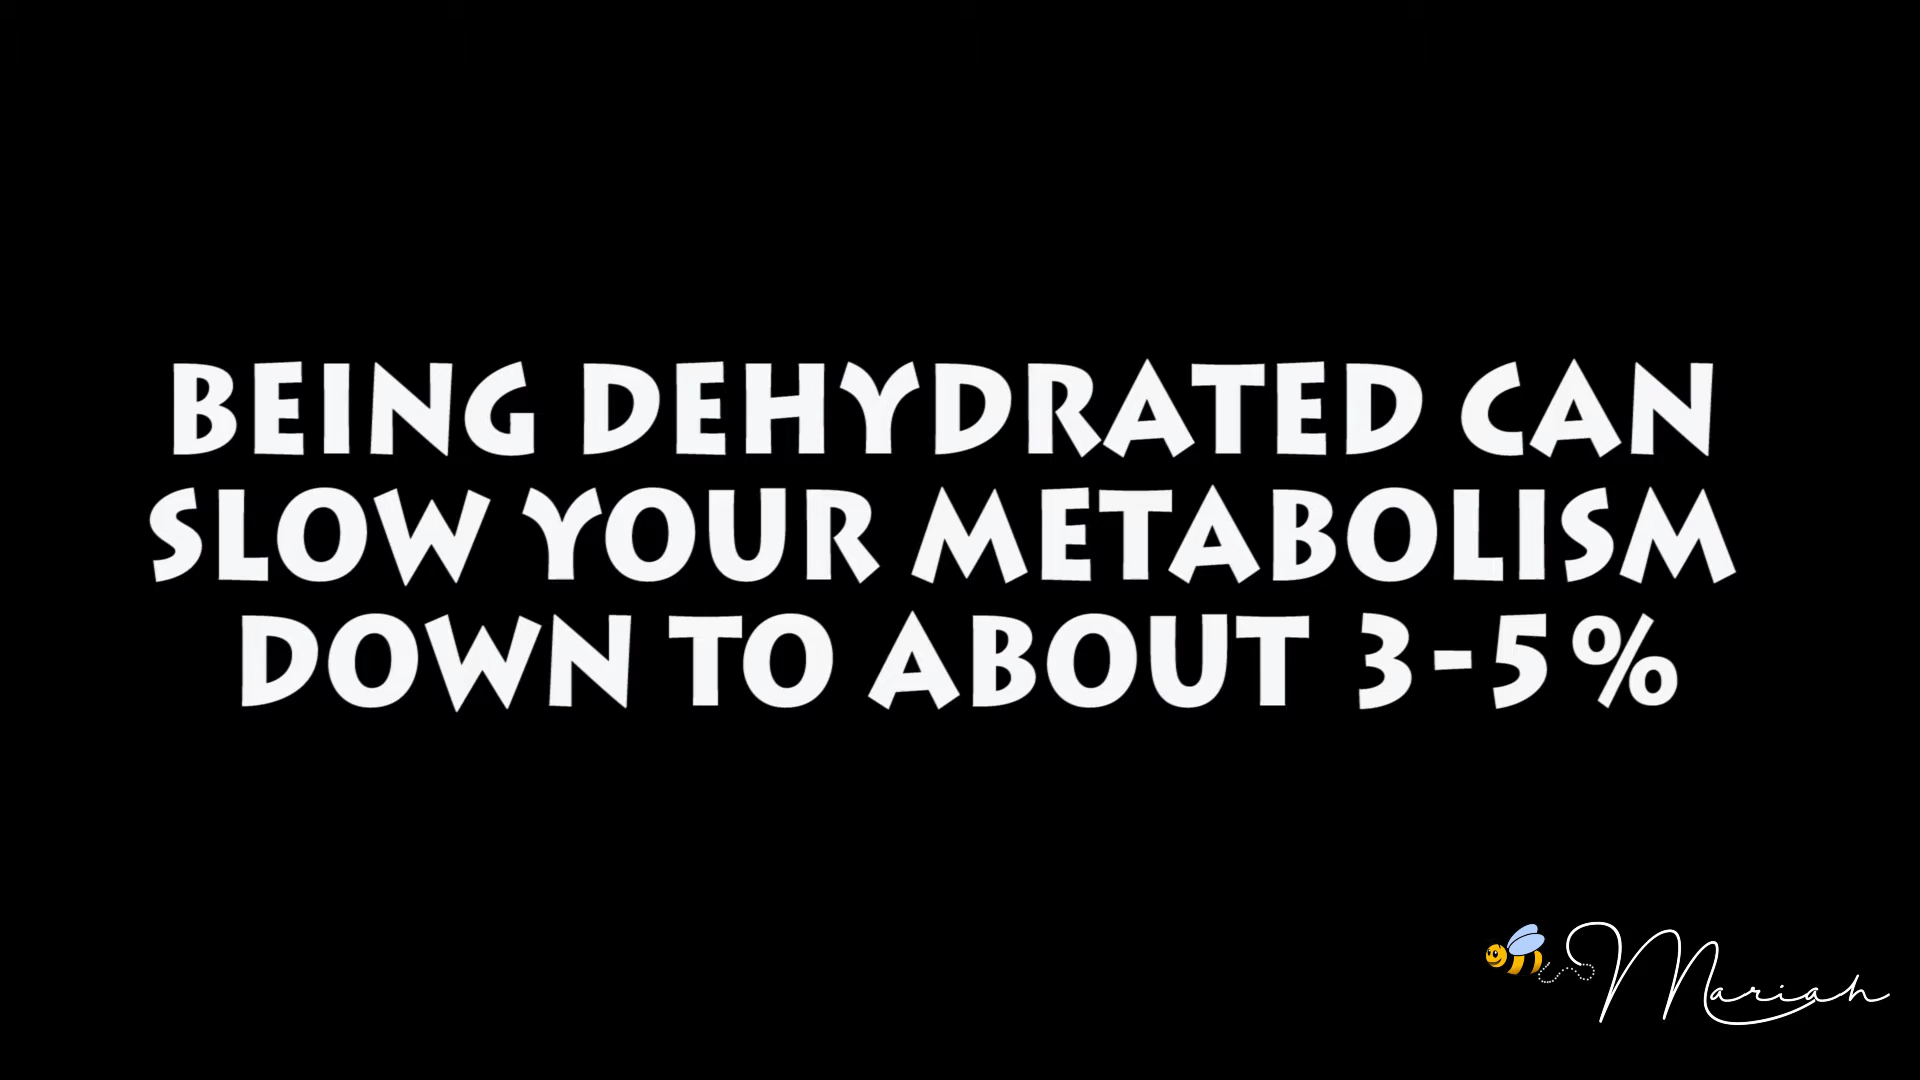 BEING DEHYDRATED CAN
SLOW YOUR METABOLISM
DOWN TO ABOUT 3-5%
Mariah